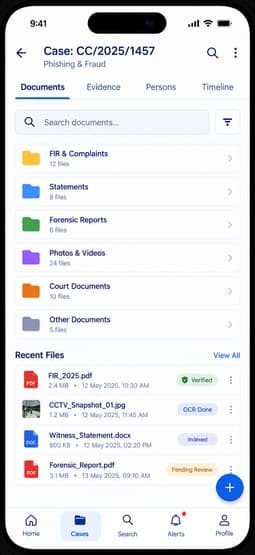 9:41
Case: CC/2025/1457
Phishing & Fraud
Documents Evidence Persons Timeline
Search documents...
FIR & Complaints
12 files
Statements
8 files
Forensic Reports
6 files
Photos & Videos
24 files
Court Documents
10 files
Other Documents
5 files
Recent Files View All
PDF FIR_2025.pdf Verified
2.4 MB • 12 May 2025, 10:30 AM
CCTV_Snapshot_01.jpg OCR Done
1.2 MB • 12 May 2025, 11:45 AM
DOC Witness_Statement.docx Indexed
800 KB • 12 May 2025, 02:20 PM
PDF Forensic_Report.pdf Pending Review
3.1 MB • 13 May 2025, 09:10 AM
Home Cases Search Alerts Profile